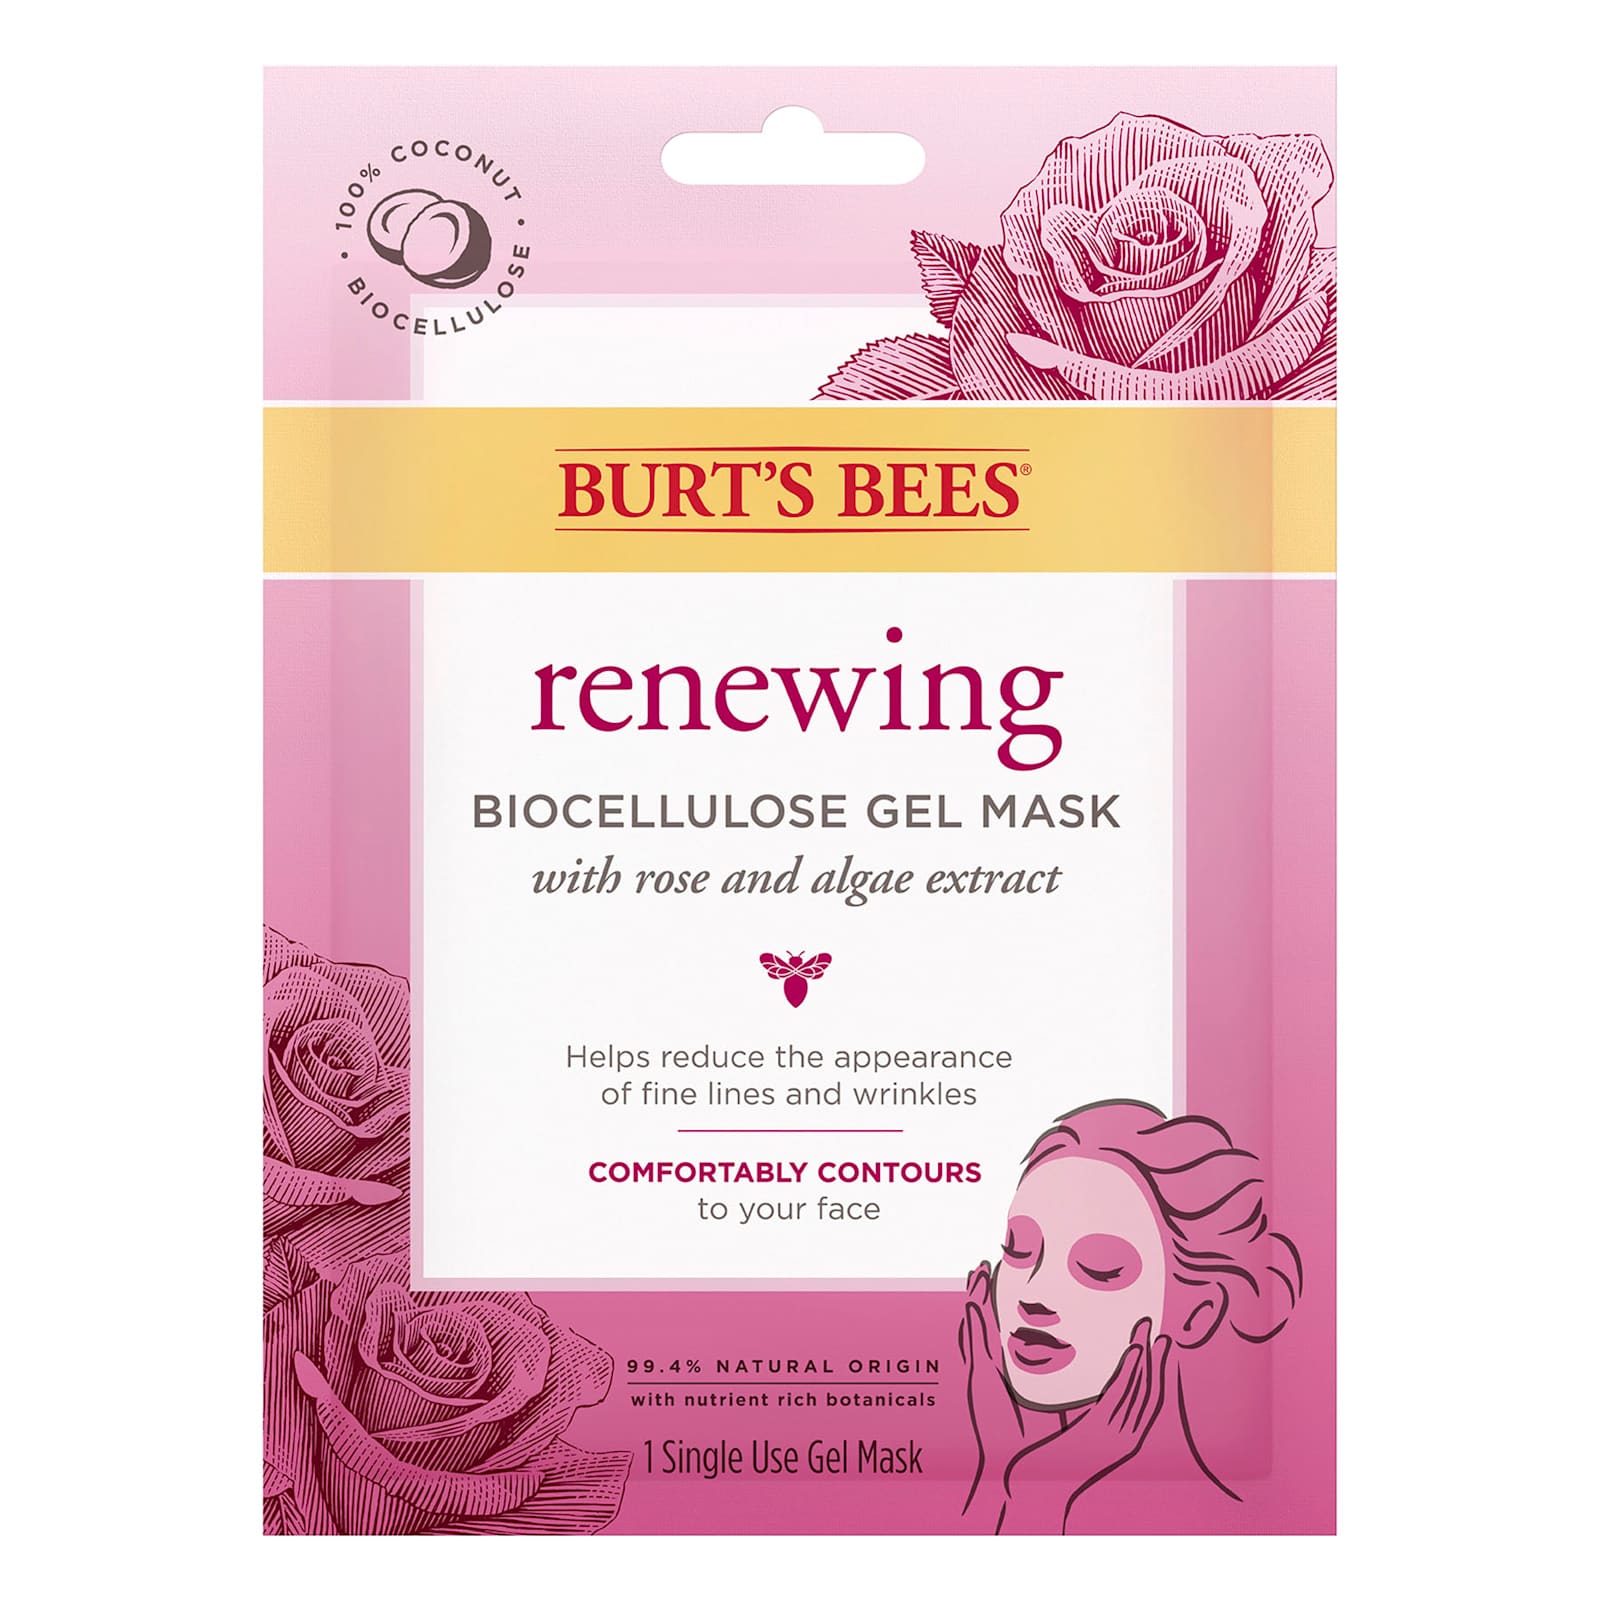 • 100% COCONUT •
BIOCELLULOSE
BURT'S BEES®
renewing
BIOCELLULOSE GEL MASK
with rose and algae extract
Helps reduce the appearance
of fine lines and wrinkles
COMFORTABLY CONTOURS
to your face
99.4% NATURAL ORIGIN
with nutrient rich botanicals
1 Single Use Gel Mask